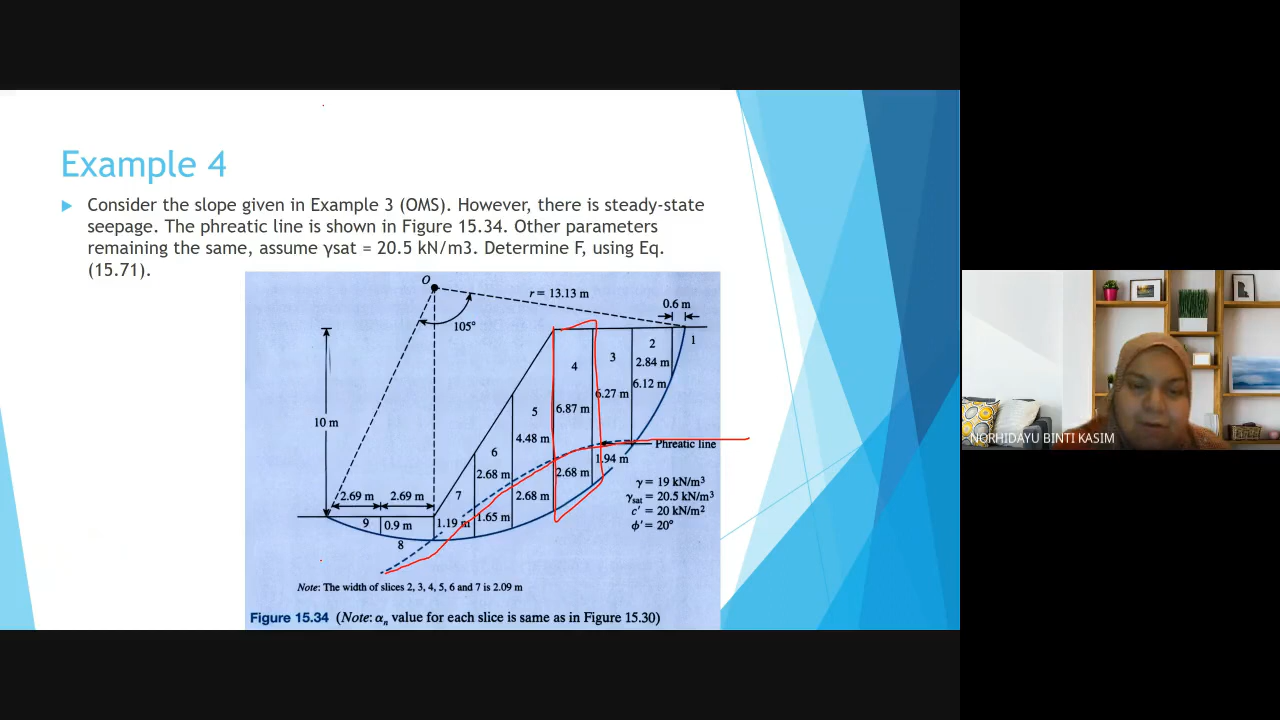 Example 4
Consider the slope given in Example 3 (OMS). However, there is steady-state
seepage. The phreatic line is shown in Figure 15.34. Other parameters
remaining the same, assume γsat = 20.5 kN/m3. Determine F, using Eq.
(15.71).
O
r = 13.13 m
0.6 m
105°
1
2
3
2.84 m
4
6.12 m
6.27 m
5
6.87 m
10 m
4.48 m
Phreatic line
6
1.94 m
2.68 m
2.68 m
γ = 19 kN/m³
2.69 m
2.69 m
7
2.68 m
γsat = 20.5 kN/m³
c' = 20 kN/m²
9
0.9 m
1.19 m
1.65 m
ϕ' = 20°
8
Note: The width of slices 2, 3, 4, 5, 6 and 7 is 2.09 m
Figure 15.34 (Note: αn value for each slice is same as in Figure 15.30)
NORHIDAYU BINTI KASIM